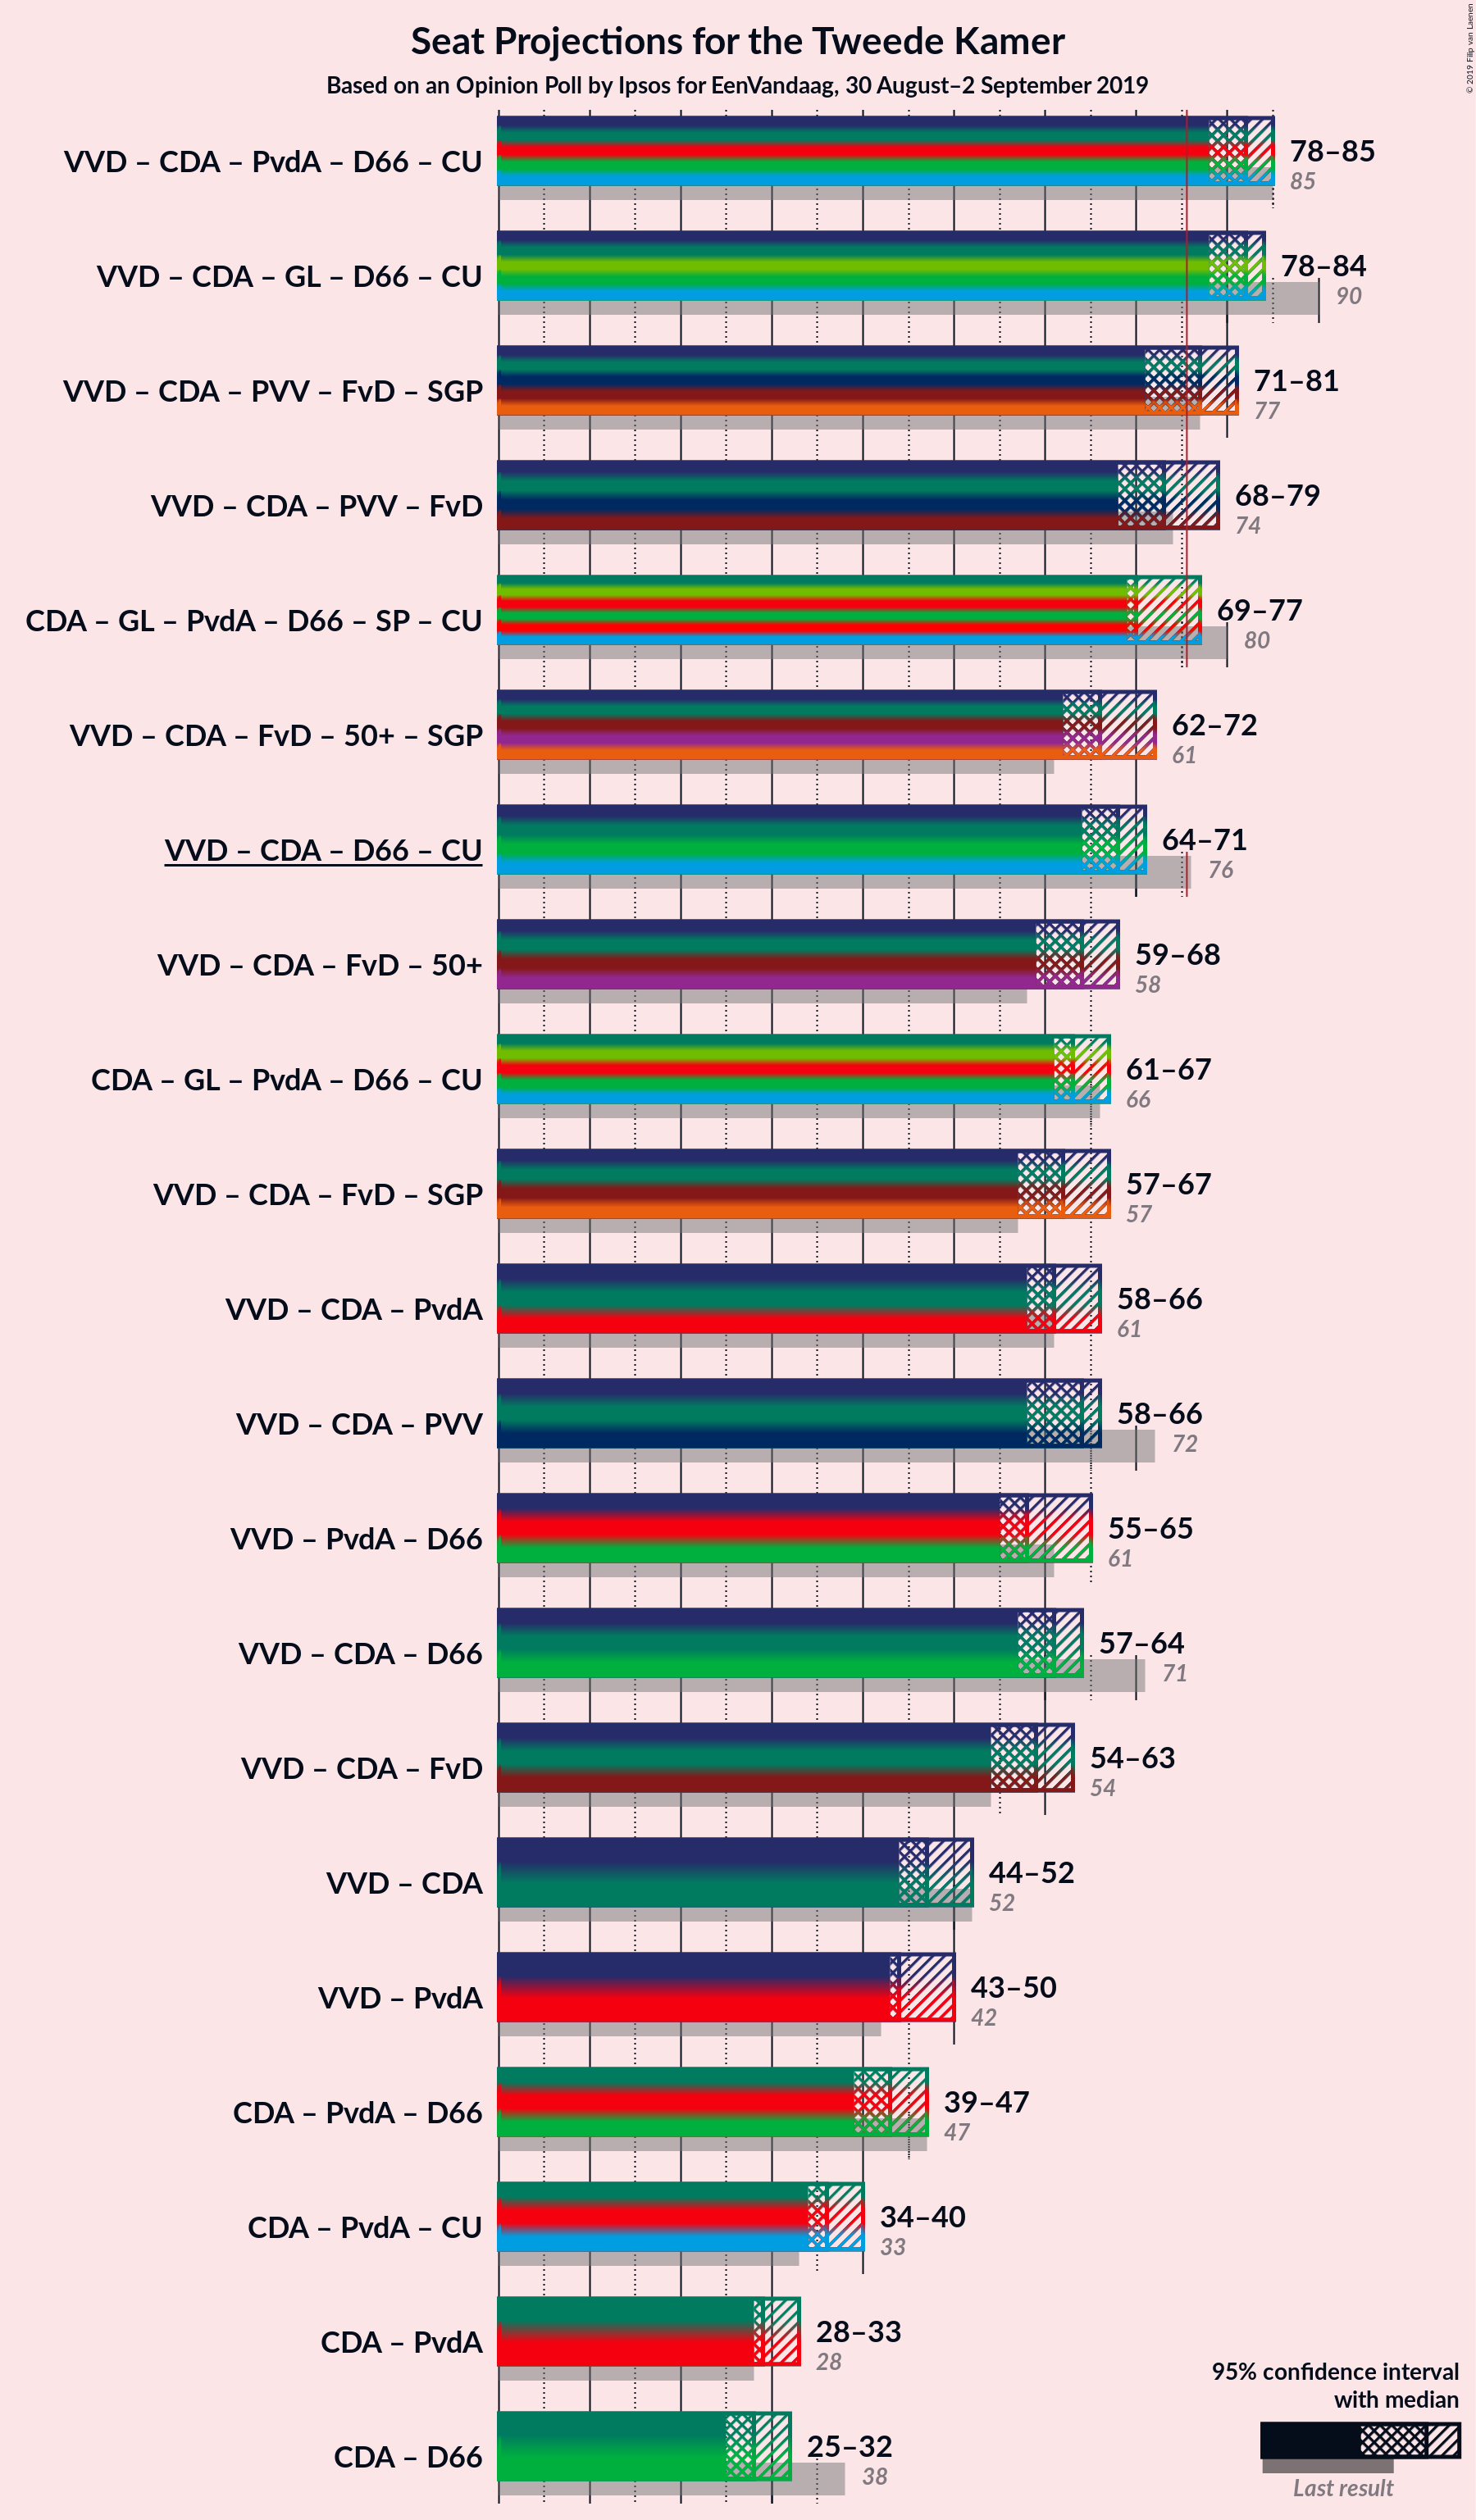 Seat Projections for the Tweede Kamer
Based on an Opinion Poll by Ipsos for EenVandaag, 30 August–2 September 2019
© 2019 Filip van Laenen
VVD – CDA – PvdA – D66 – CU
78–85
85
VVD – CDA – GL – D66 – CU
78–84
90
VVD – CDA – PVV – FvD – SGP
71–81
77
VVD – CDA – PVV – FvD
68–79
74
CDA – GL – PvdA – D66 – SP – CU
69–77
80
VVD – CDA – FvD – 50+ – SGP
62–72
61
VVD – CDA – D66 – CU
64–71
76
VVD – CDA – FvD – 50+
59–68
58
CDA – GL – PvdA – D66 – CU
61–67
66
VVD – CDA – FvD – SGP
57–67
57
VVD – CDA – PvdA
58–66
61
VVD – CDA – PVV
58–66
72
VVD – PvdA – D66
55–65
61
VVD – CDA – D66
57–64
71
VVD – CDA – FvD
54–63
54
VVD – CDA
44–52
52
VVD – PvdA
43–50
42
CDA – PvdA – D66
39–47
47
CDA – PvdA – CU
34–40
33
CDA – PvdA
28–33
28
CDA – D66
25–32
38
95% confidence interval
with median
Last result